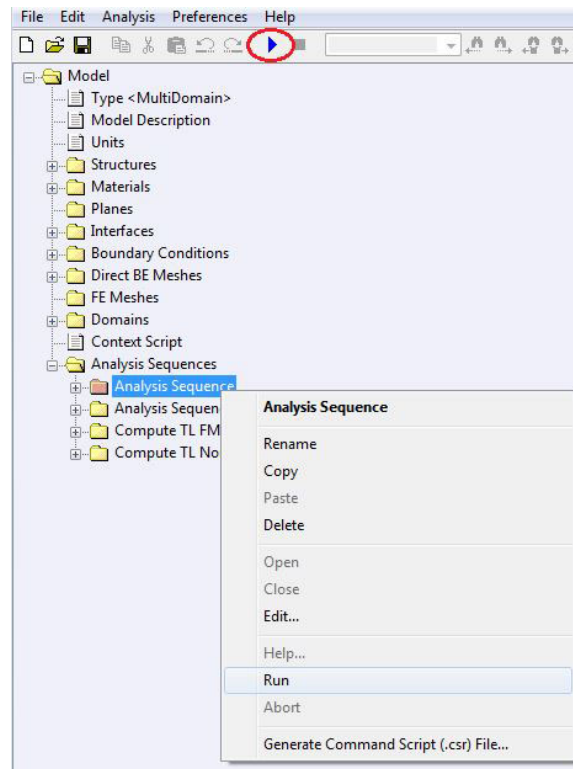 File Edit Analysis Preferences Help
Model
Type <MultiDomain>
Model Description
Units
Structures
Materials
Planes
Interfaces
Boundary Conditions
Direct BE Meshes
FE Meshes
Domains
Context Script
Analysis Sequences
Analysis Sequence
Analysis Sequen
Compute TL FM
Compute TL No
Analysis Sequence
Rename
Copy
Paste
Delete
Open
Close
Edit...
Help...
Run
Abort
Generate Command Script (.csr) File...